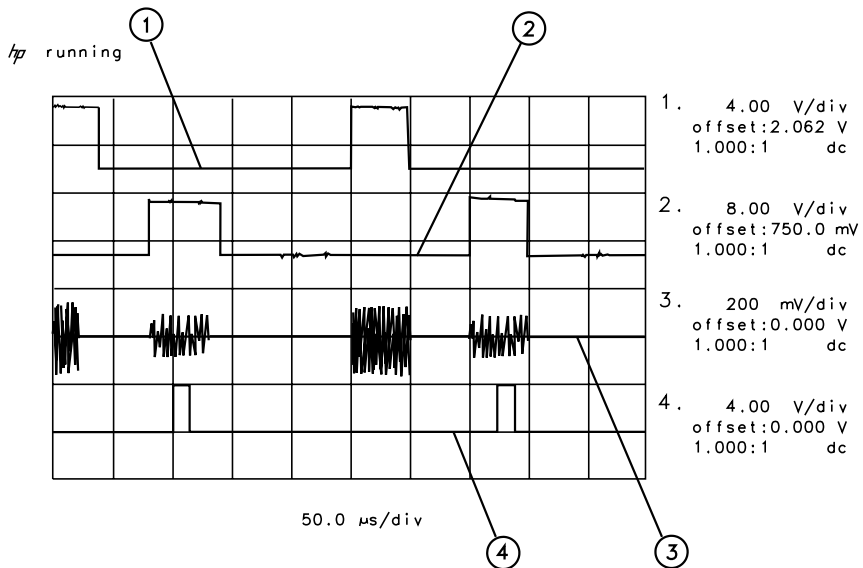 1
2
hp running
1. 4.00 V/div
offset:2.062 V
1.000:1 dc
2. 8.00 V/div
offset:750.0 mV
1.000:1 dc
3. 200 mV/div
offset:0.000 V
1.000:1 dc
4. 4.00 V/div
offset:0.000 V
1.000:1 dc
50.0 μs/div
4
3